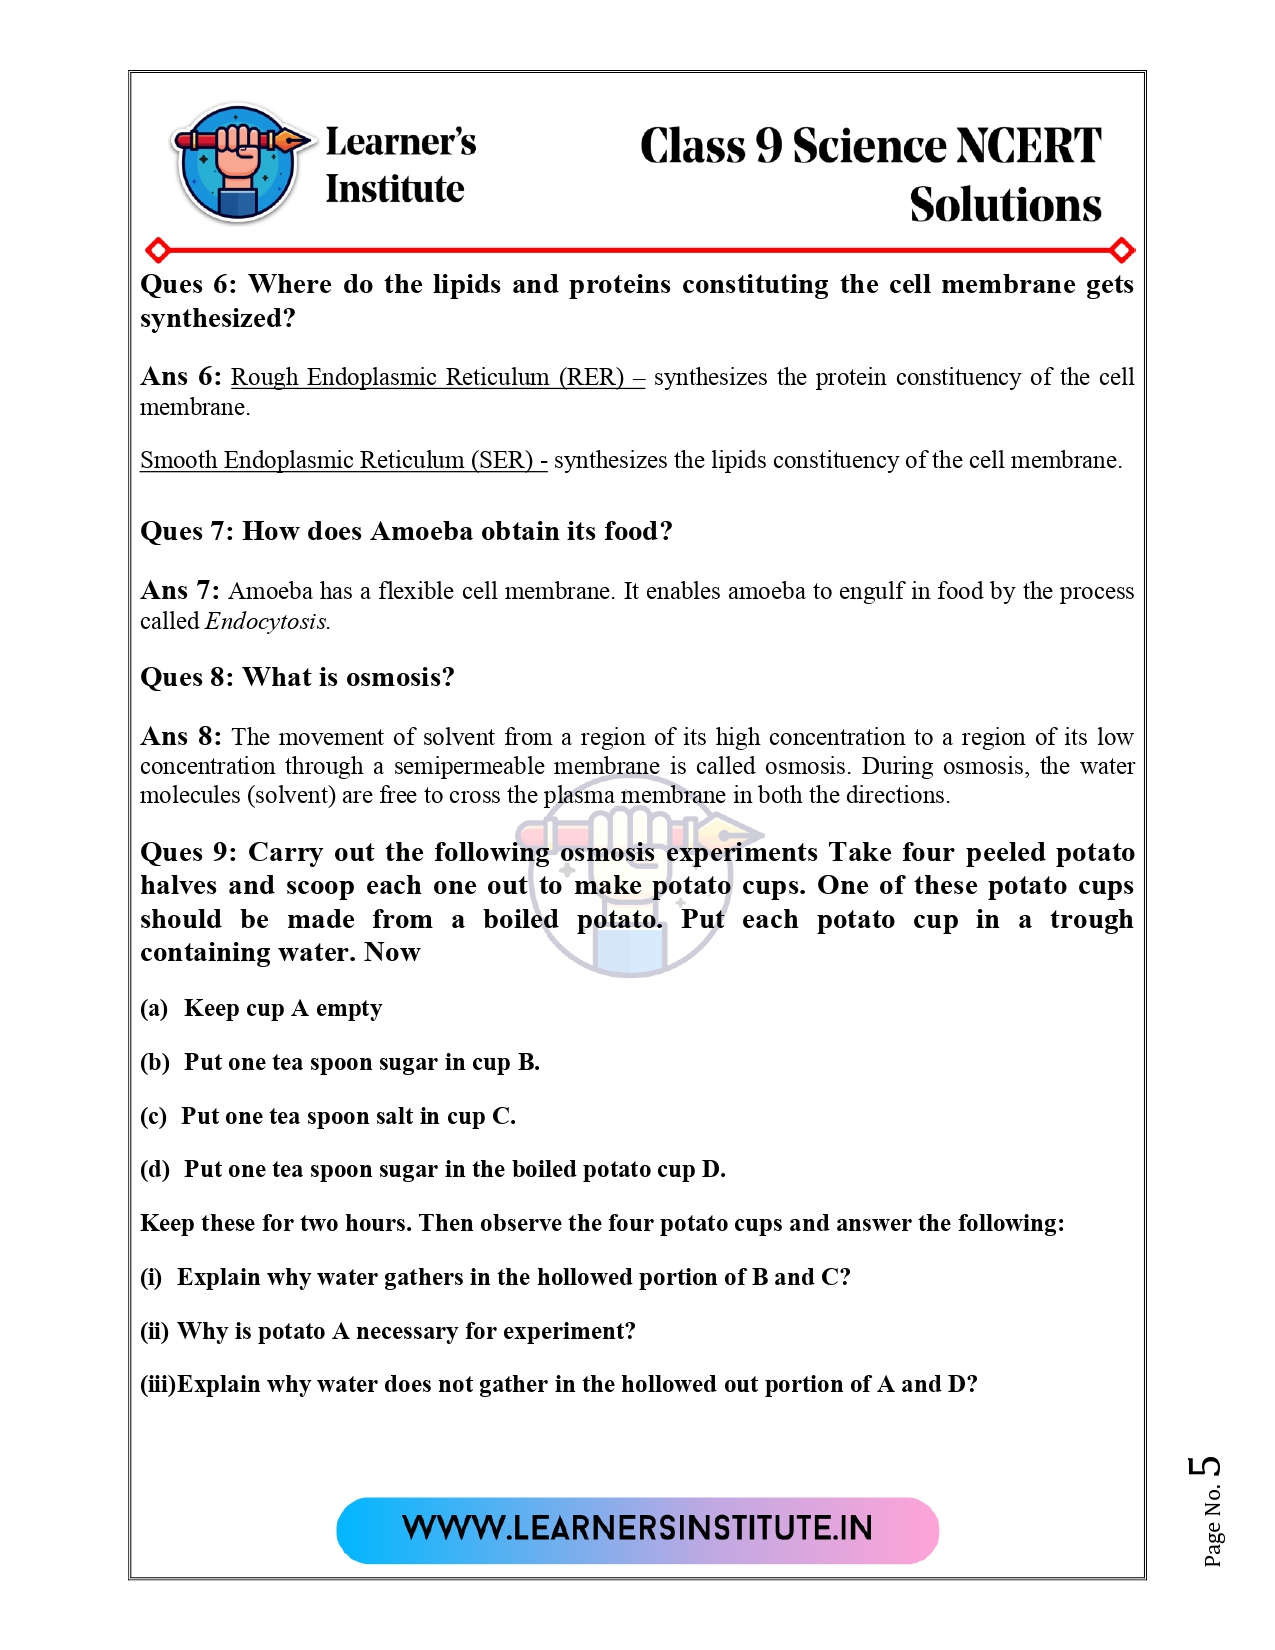 Learner's
Institute
Class 9 Science NCERT
Solutions
Ques 6: Where do the lipids and proteins constituting the cell membrane gets
synthesized?
Ans 6: Rough Endoplasmic Reticulum (RER) – synthesizes the protein constituency of the cell
membrane.
Smooth Endoplasmic Reticulum (SER) - synthesizes the lipids constituency of the cell membrane.
Ques 7: How does Amoeba obtain its food?
Ans 7: Amoeba has a flexible cell membrane. It enables amoeba to engulf in food by the process
called Endocytosis.
Ques 8: What is osmosis?
Ans 8: The movement of solvent from a region of its high concentration to a region of its low
concentration through a semipermeable membrane is called osmosis. During osmosis, the water
molecules (solvent) are free to cross the plasma membrane in both the directions.
Ques 9: Carry out the following osmosis experiments Take four peeled potato
halves and scoop each one out to make potato cups. One of these potato cups
should be made from a boiled potato. Put each potato cup in a trough
containing water. Now
(a) Keep cup A empty
(b) Put one tea spoon sugar in cup B.
(c) Put one tea spoon salt in cup C.
(d) Put one tea spoon sugar in the boiled potato cup D.
Keep these for two hours. Then observe the four potato cups and answer the following:
(i) Explain why water gathers in the hollowed portion of B and C?
(ii) Why is potato A necessary for experiment?
(iii)Explain why water does not gather in the hollowed out portion of A and D?
WWW.LEARNERSINSTITUTE.IN
Page No. 5